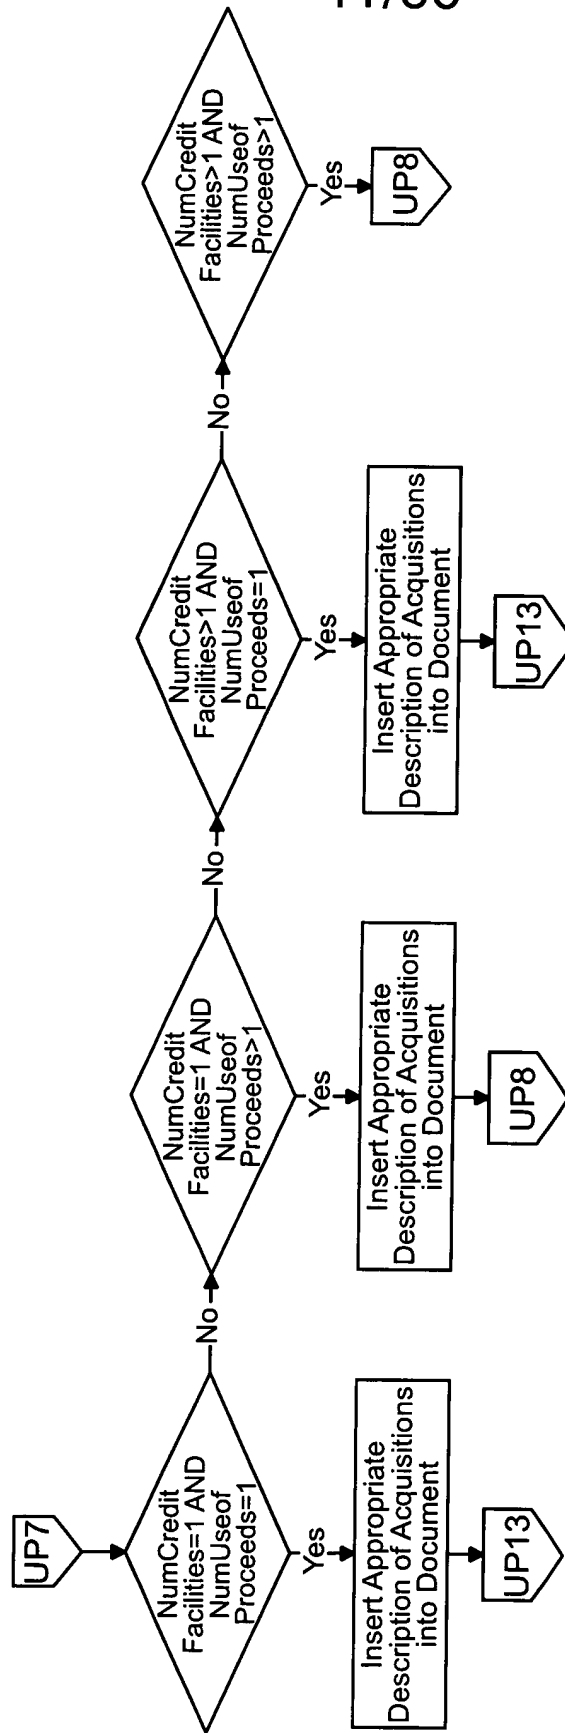 UP7
NumCredit
Facilities=1 AND
NumUseof
Proceeds=1
No
Yes
Insert Appropriate
Description of Acquisitions
into Document
UP13
NumCredit
Facilities=1 AND
NumUseof
Proceeds>1
No
Yes
Insert Appropriate
Description of Acquisitions
into Document
UP8
NumCredit
Facilities>1 AND
NumUseof
Proceeds=1
No
Yes
Insert Appropriate
Description of Acquisitions
into Document
UP13
NumCredit
Facilities>1 AND
NumUseof
Proceeds>1
Yes
UP8